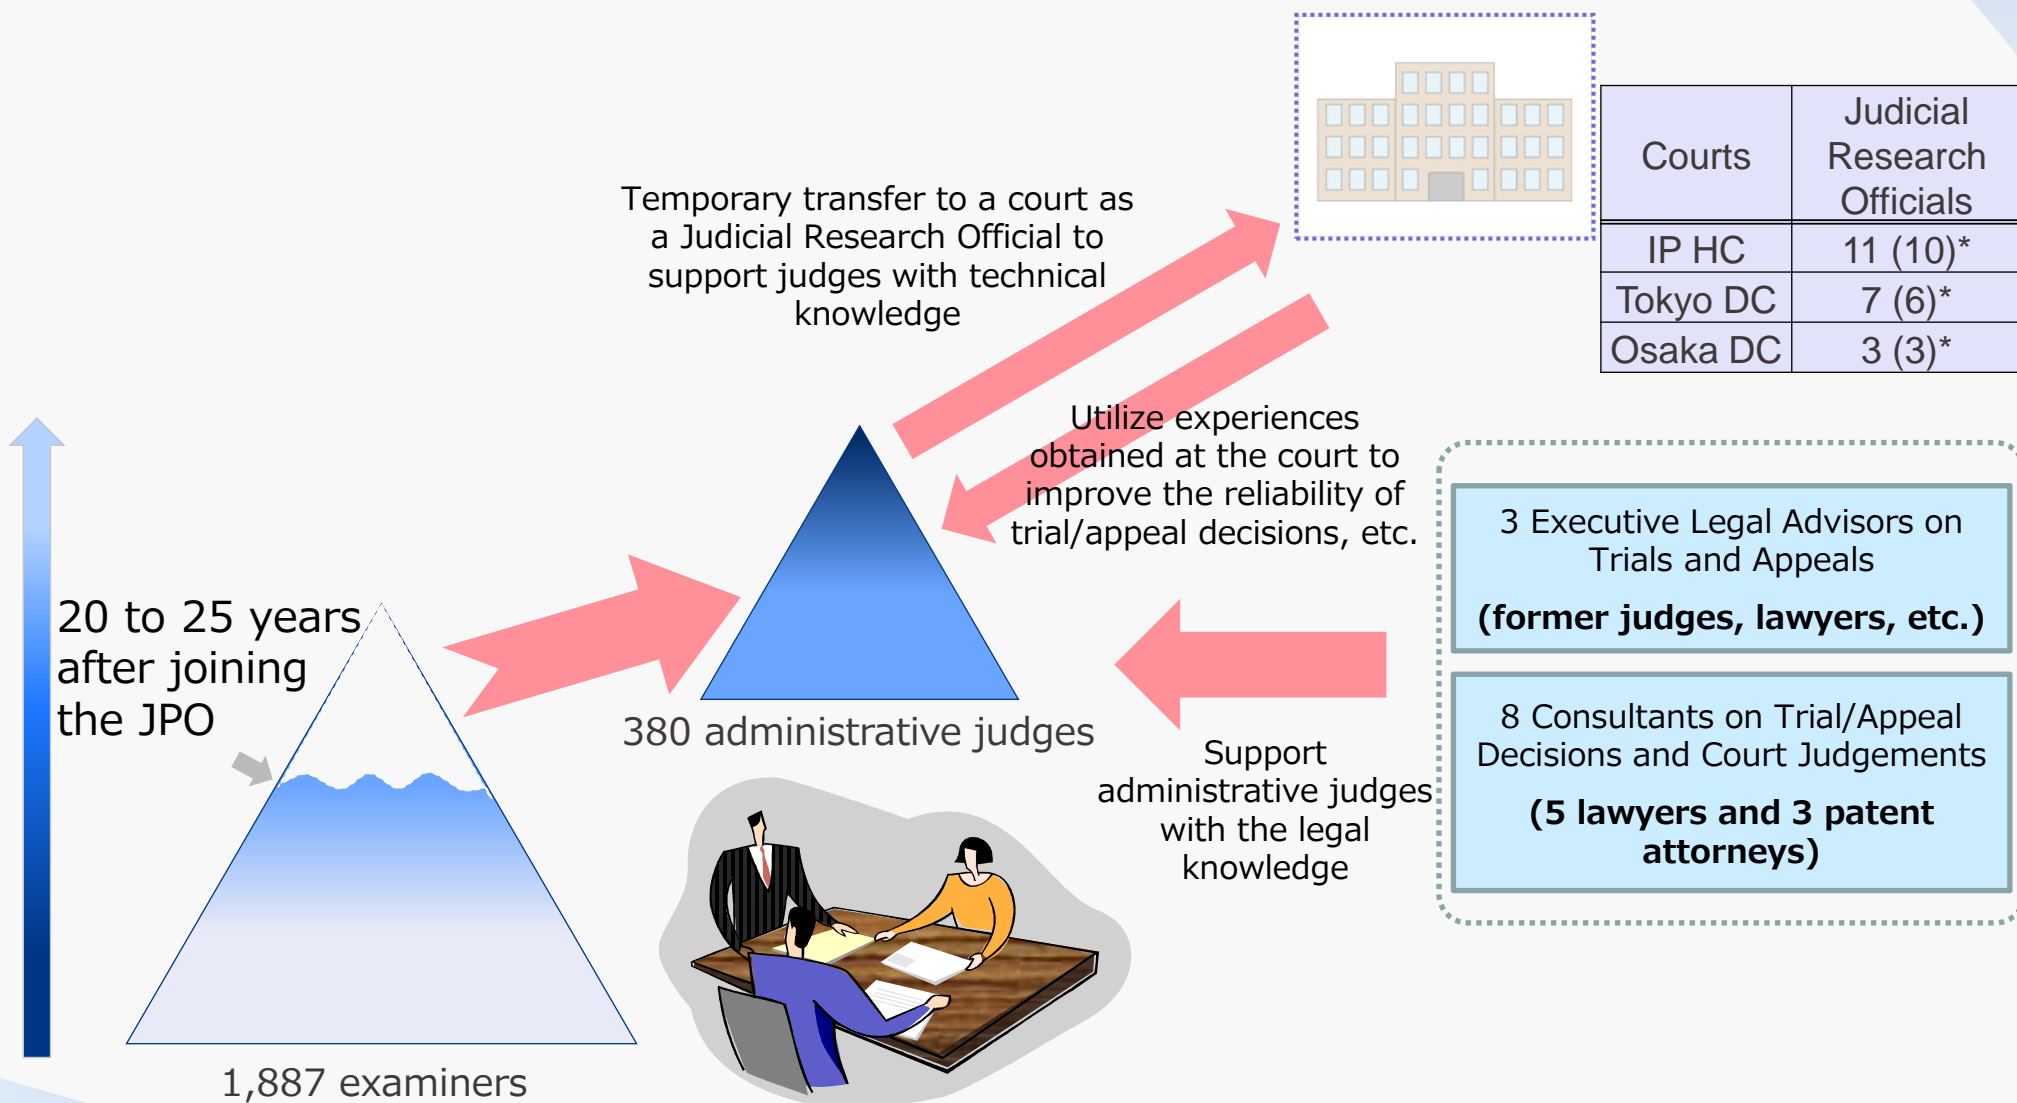 Temporary transfer to a court as
a Judicial Research Official to
support judges with technical
knowledge
Courts
Judicial
Research
Officials
IP HC 11 (10)*
Tokyo DC 7 (6)*
Osaka DC 3 (3)*
Utilize experiences
obtained at the court to
improve the reliability of
trial/appeal decisions, etc.
20 to 25 years
after joining
the JPO
1,887 examiners
380 administrative judges
Support
administrative judges
with the legal
knowledge
3 Executive Legal Advisors on
Trials and Appeals
(former judges, lawyers, etc.)
8 Consultants on Trial/Appeal
Decisions and Court Judgements
(5 lawyers and 3 patent
attorneys)